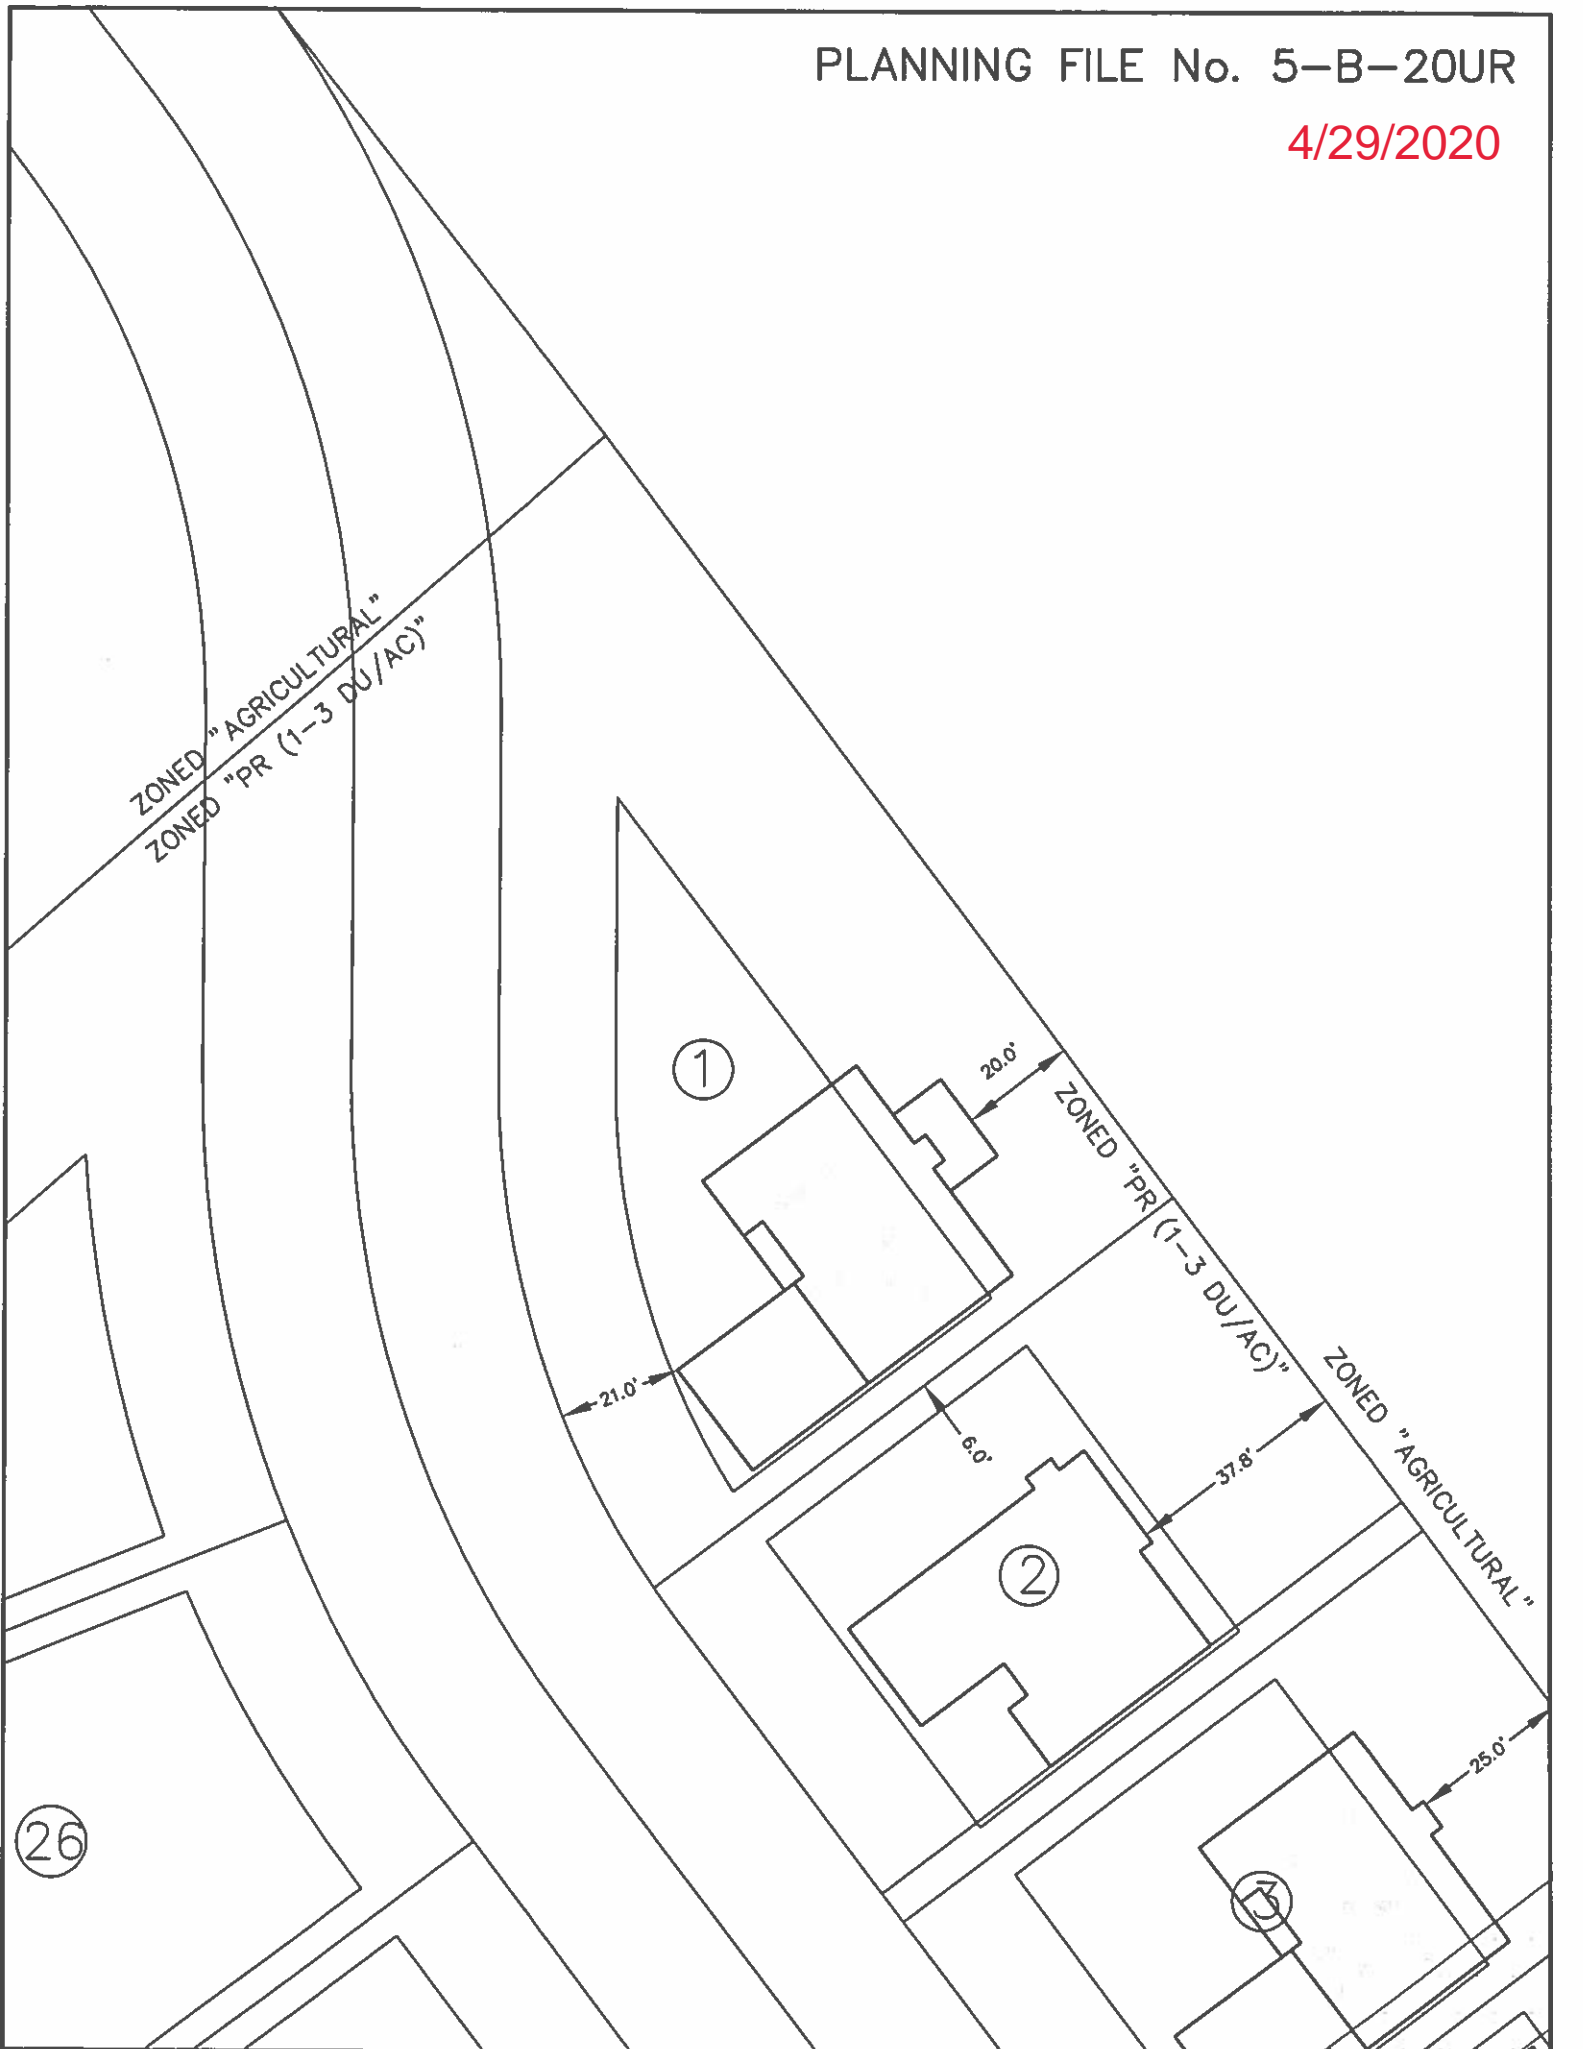 PLANNING FILE No. 5-B-20UR
4/29/2020
ZONED "AGRICULTURAL"
ZONED "PR (1-3 DU/AC)"
1
20.0'
ZONED "PR (1-3 DU/AC)"
ZONED "AGRICULTURAL"
21.0'
6.0'
37.8'
2
25.0'
26
3